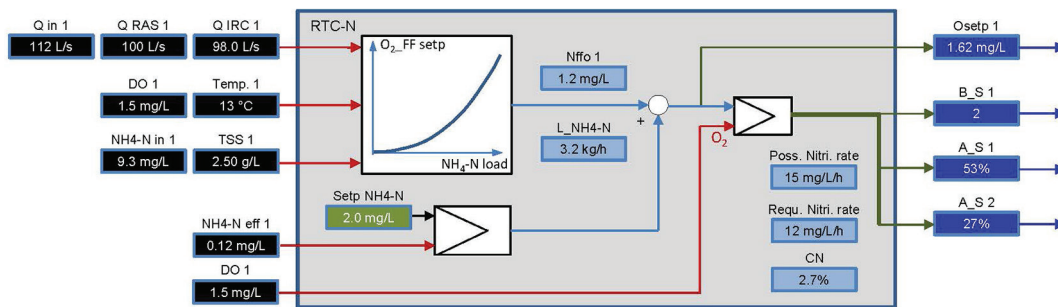 Q in 1
Q RAS 1
Q IRC 1
112 L/s
100 L/s
98.0 L/s
DO 1
Temp. 1
1.5 mg/L
13 °C
NH4-N in 1
TSS 1
9.3 mg/L
2.50 g/L
NH4-N eff 1
0.12 mg/L
DO 1
1.5 mg/L
RTC-N
O₂_FF setp
NH₄-N load
Setp NH4-N
2.0 mg/L
Nffo 1
1.2 mg/L
+
L_NH4-N
3.2 kg/h
O₂
Poss. Nitri. rate
15 mg/L/h
Requ. Nitri. rate
12 mg/L/h
CN
2.7%
Osetp 1
1.62 mg/L
B_S 1
2
A_S 1
53%
A_S 2
27%